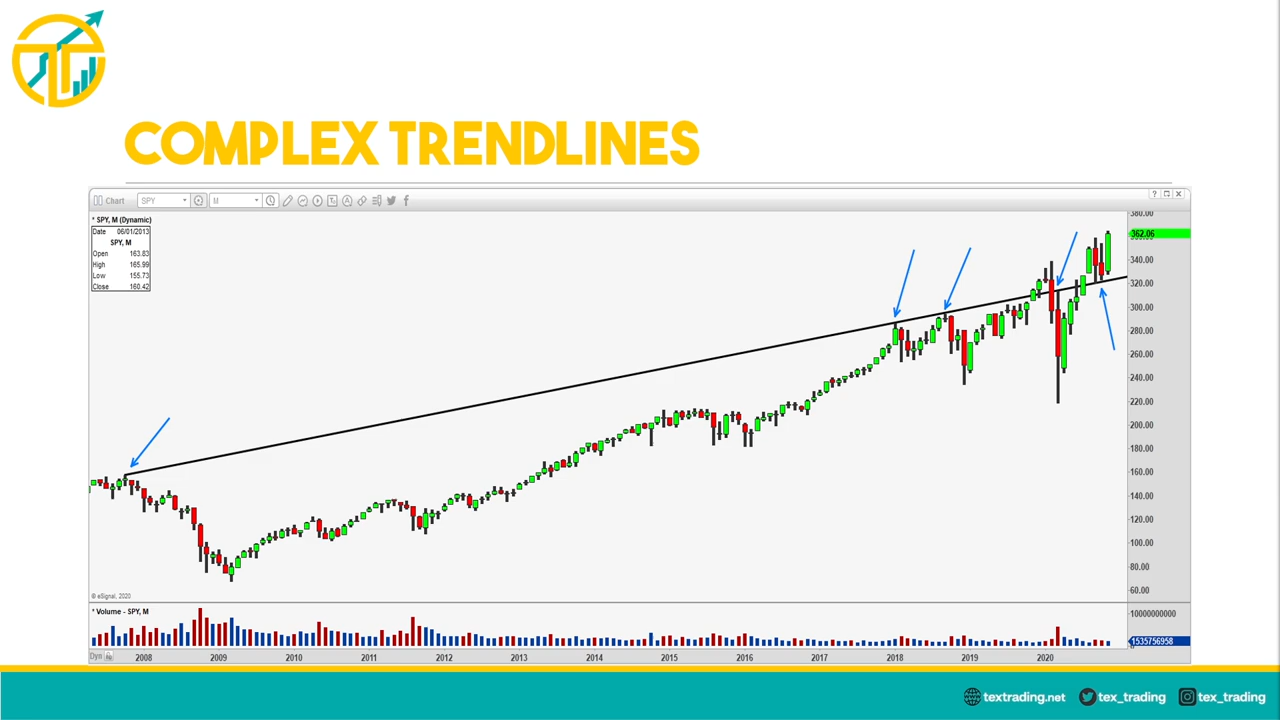 COMPLEX TRENDLINES
Chart SPY M
* SPY, M (Dynamic)
Date 06/01/2013
SPY, M
Open 163.83
High 165.99
Low 155.73
Close 160.42
380.00
362.06
340.00
320.00
300.00
280.00
260.00
240.00
220.00
200.00
180.00
160.00
140.00
120.00
100.00
80.00
60.00
© eSignal, 2020
* Volume - SPY, M
10000000000
1535756958
Dyn 2008 2009 2010 2011 2012 2013 2014 2015 2016 2017 2018 2019 2020
textrading.net tex_trading tex_trading